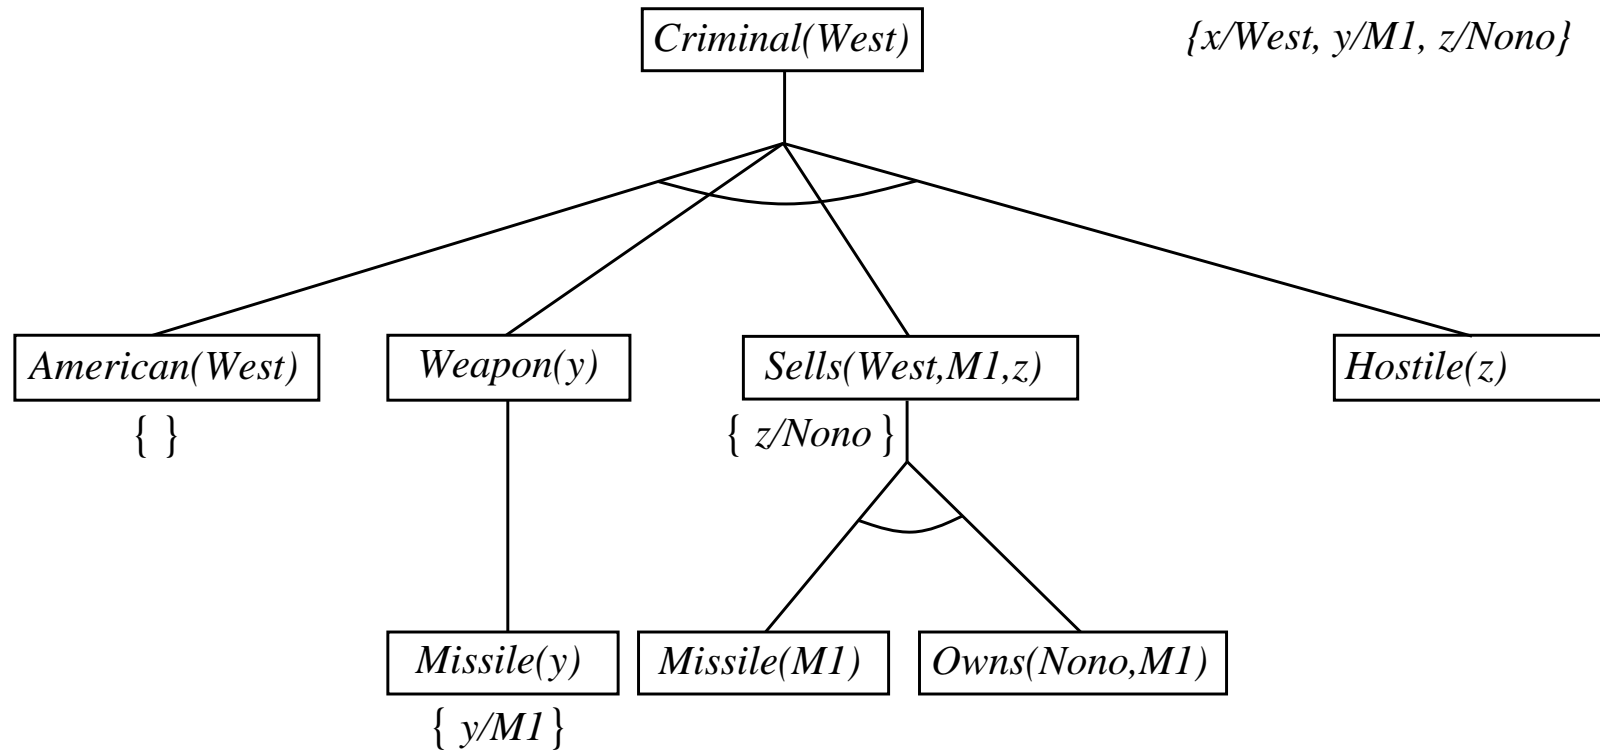 Criminal(West)
{x/West, y/M1, z/Nono}
American(West)
Weapon(y)
Sells(West,M1,z)
Hostile(z)
{ }
{ z/Nono }
Missile(y)
Missile(M1)
Owns(Nono,M1)
{ y/M1 }